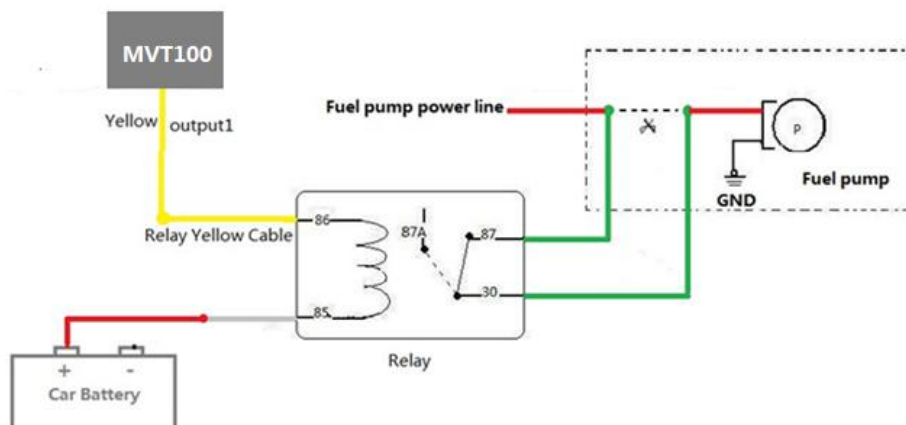 MVT100
Yellow
output1
Fuel pump power line
P
Fuel pump
GND
Relay Yellow Cable
86
87A
87
30
85
Relay
+ -
Car Battery